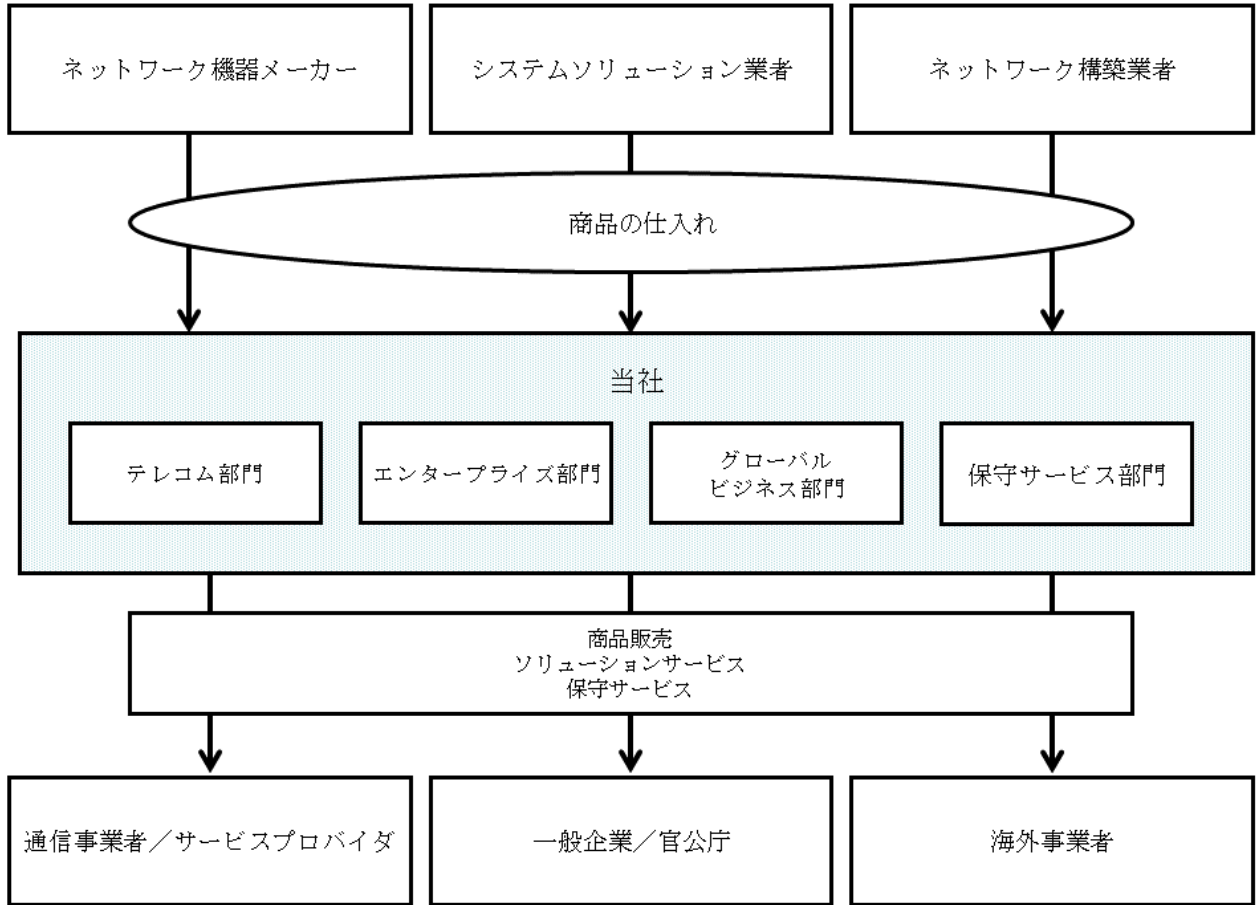 ネットワーク機器メーカー
システムソリューション業者
ネットワーク構築業者
商品の仕入れ
当社
テレコム部門
エンタープライズ部門
グローバル
ビジネス部門
保守サービス部門
商品販売
ソリューションサービス
保守サービス
通信事業者／サービスプロバイダ
一般企業／官公庁
海外事業者